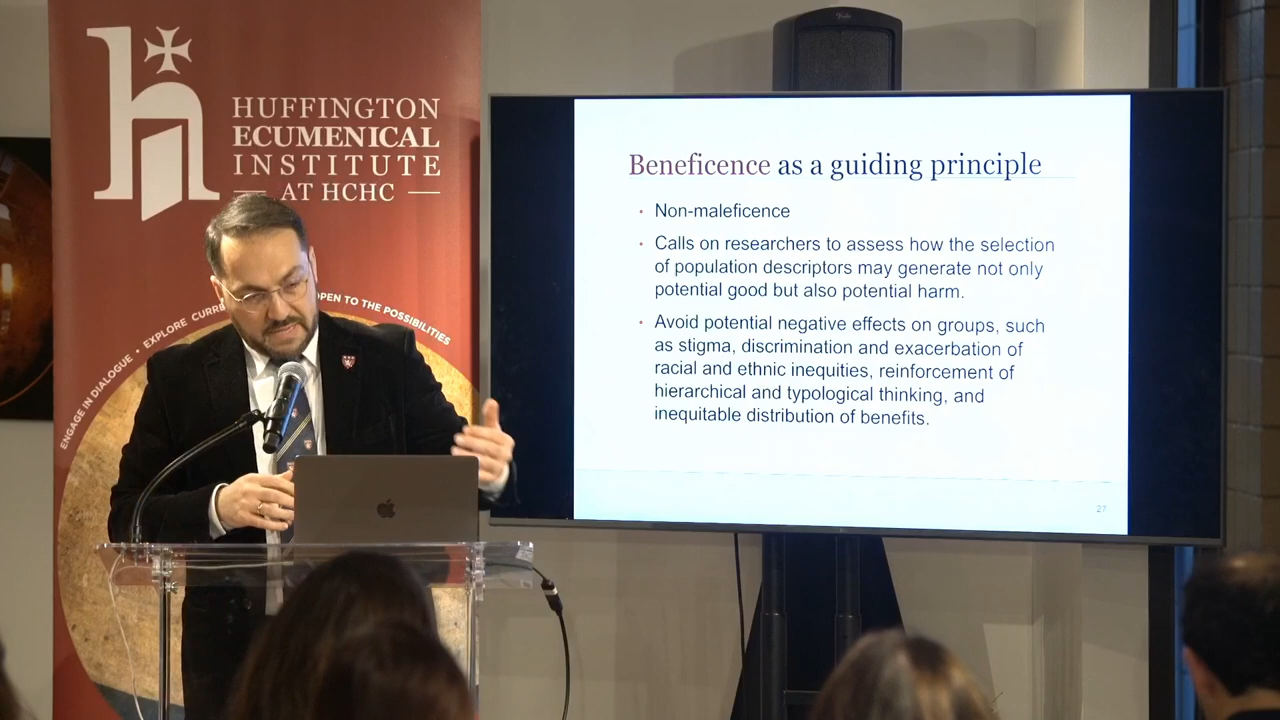 HUFFINGTON
ECUMENICAL
INSTITUTE
AT HCHC
ENGAGE IN DIALOGUE • EXPLORE CURRE
OPEN TO THE POSSIBILITIES
Beneficence as a guiding principle
• Non-maleficence
• Calls on researchers to assess how the selection
of population descriptors may generate not only
potential good but also potential harm.
• Avoid potential negative effects on groups, such
as stigma, discrimination and exacerbation of
racial and ethnic inequities, reinforcement of
hierarchical and typological thinking, and
inequitable distribution of benefits.
27